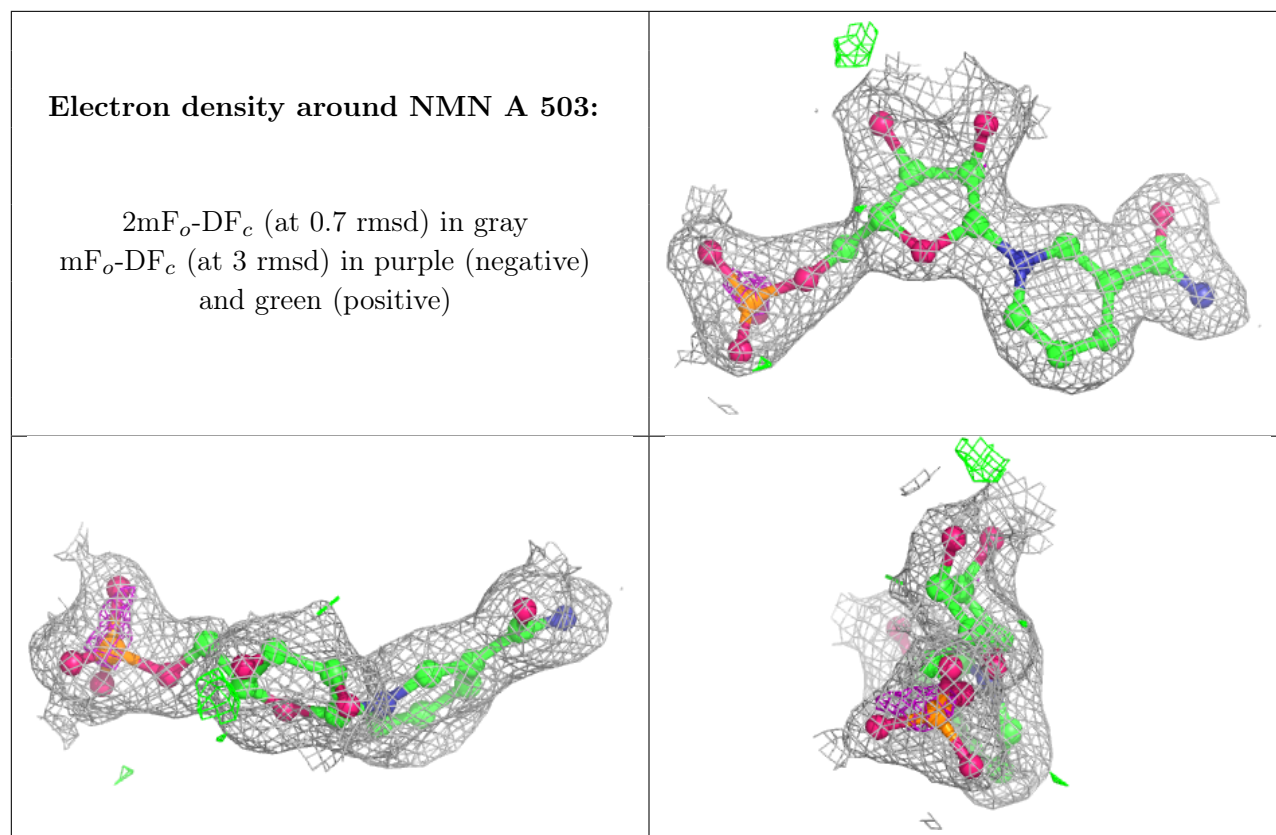 Electron density around NMN A 503:
2mFo-DFc (at 0.7 rmsd) in gray
mFo-DFc (at 3 rmsd) in purple (negative)
and green (positive)